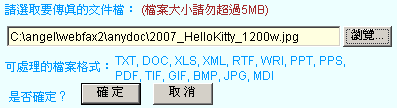 請選取要傳真的文件檔： (檔案大小請勿超過5MB)
C:\angel\webfax2\anydoc\2007_HelloKitty_1200w.jpg 瀏覽...
可處理的檔案格式： TXT, DOC, XLS, XML, RTF, WRI, PPT, PPS,
PDF, TIF, GIF, BMP, JPG, MDI
是否確定？ 確定 取消